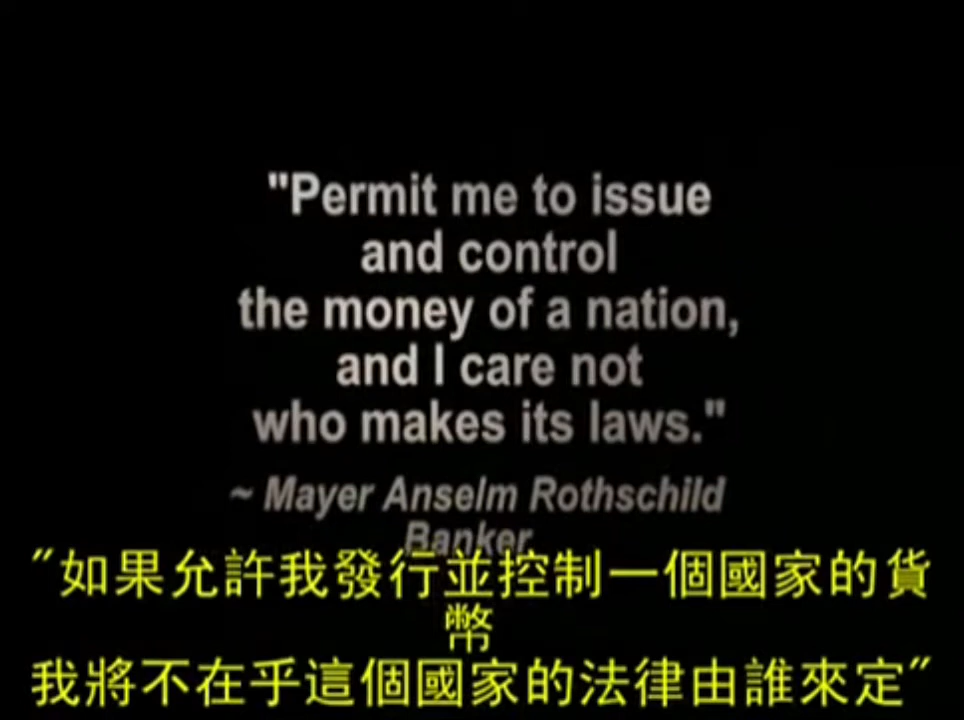 "Permit me to issue
and control
the money of a nation,
and I care not
who makes its laws."
~ Mayer Anselm Rothschild
Banker
"如果允許我發行並控制一個國家的貨
幣
我將不在乎這個國家的法律由誰來定"